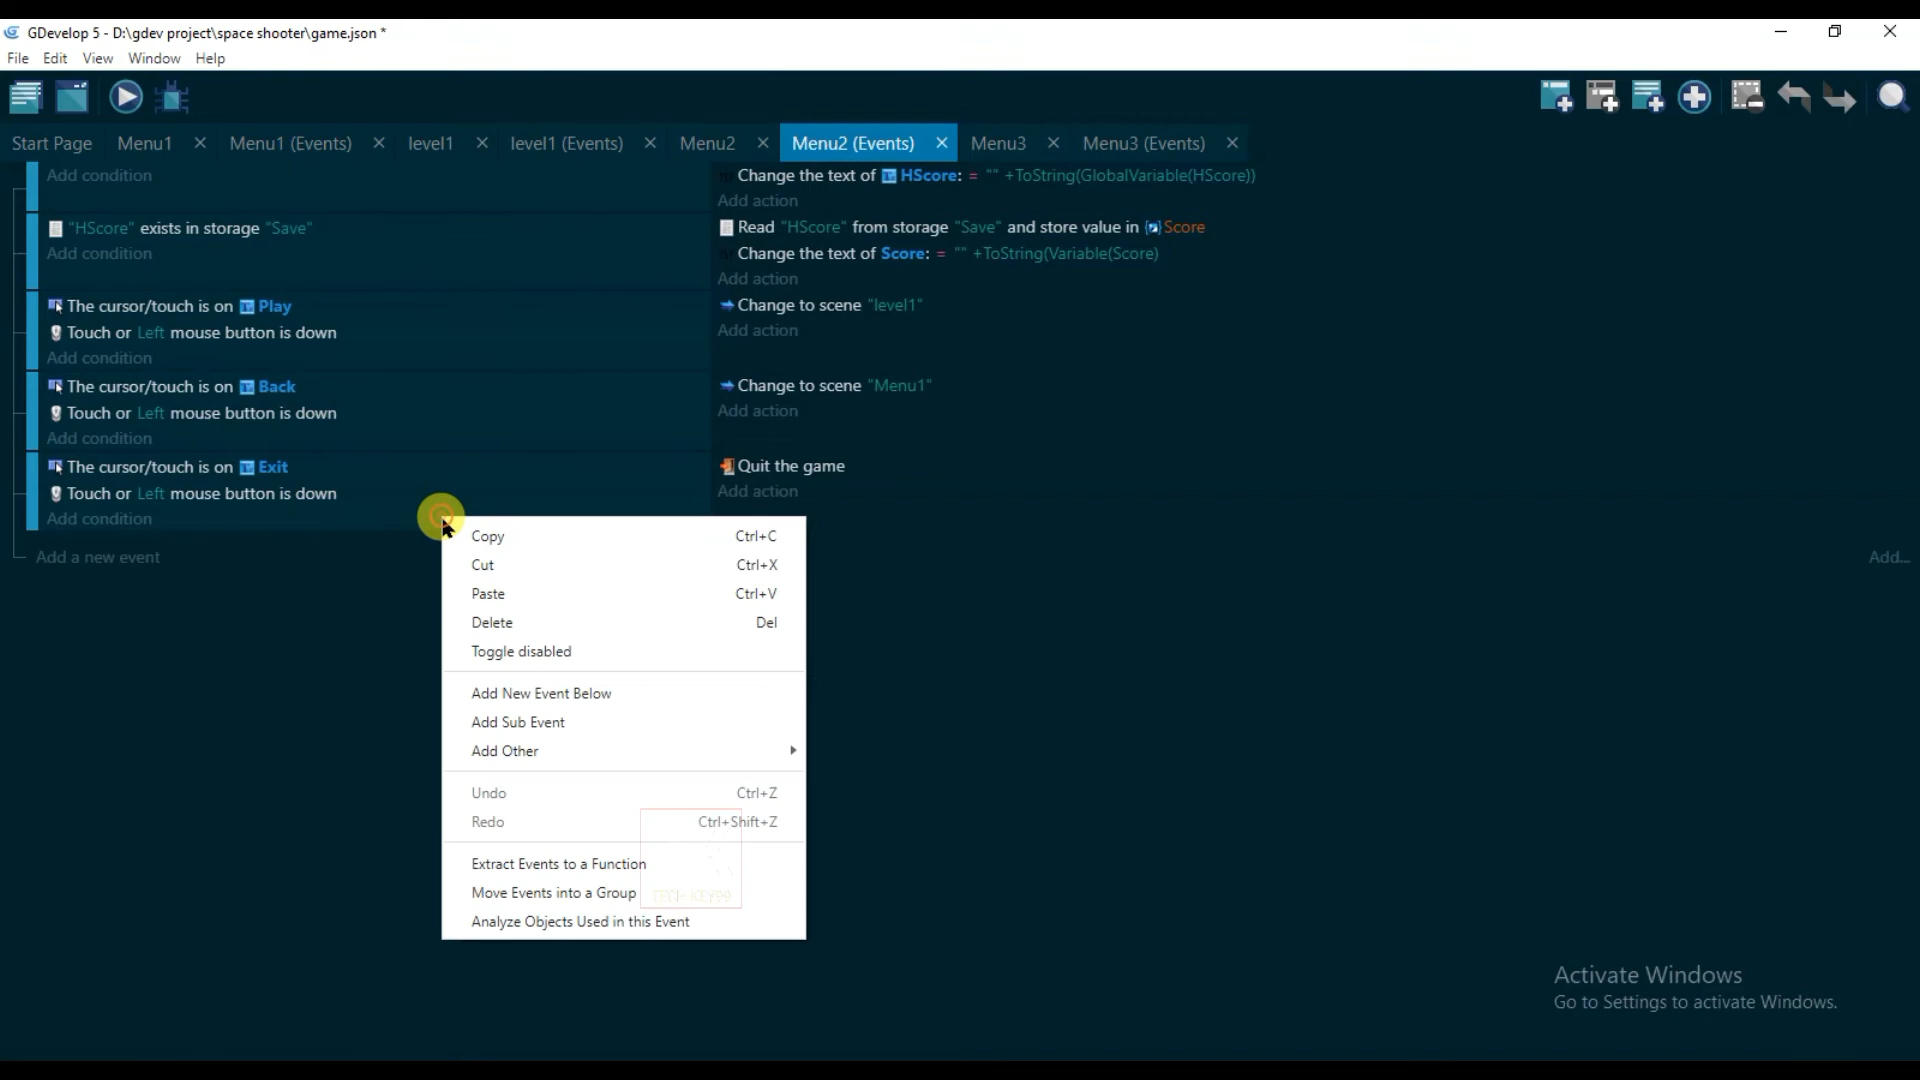 GDevelop 5 - D:\gdev project\space shooter\game.json *
File Edit View Window Help
Start Page Menu1 Menu1 (Events) level1 level1 (Events) Menu2 Menu2 (Events) Menu3 Menu3 (Events)
Add condition
Change the text of HScore: = "" +ToString(GlobalVariable(HScore))
Add action
"HScore" exists in storage "Save"
Read "HScore" from storage "Save" and store value in Score
Add condition
Change the text of Score: = "" +ToString(Variable(Score)
Add action
The cursor/touch is on Play
Change to scene "level1"
Touch or Left mouse button is down
Add action
Add condition
The cursor/touch is on Back
Change to scene "Menu1"
Touch or Left mouse button is down
Add action
Add condition
The cursor/touch is on Exit
Quit the game
Touch or Left mouse button is down
Add action
Add condition
Add a new event
Add...
Copy Ctrl+C
Cut Ctrl+X
Paste Ctrl+V
Delete Del
Toggle disabled
Add New Event Below
Add Sub Event
Add Other
Undo Ctrl+Z
Redo Ctrl+Shift+Z
Extract Events to a Function
Move Events into a Group
Analyze Objects Used in this Event
Activate Windows
Go to Settings to activate Windows.